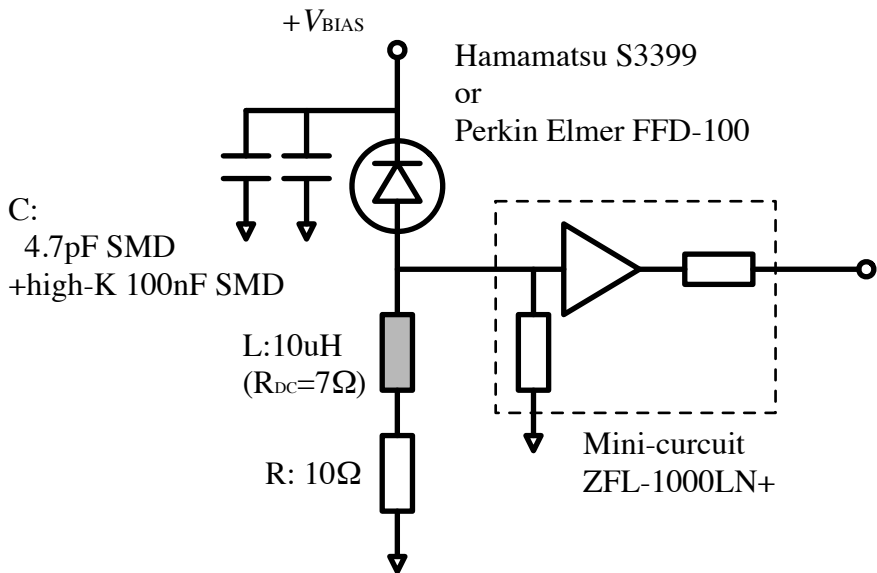 +VBIAS
Hamamatsu S3399
or
Perkin Elmer FFD-100
C:
4.7pF SMD
+high-K 100nF SMD
L:10uH
(RDC=7Ω)
R: 10Ω
Mini-curcuit
ZFL-1000LN+